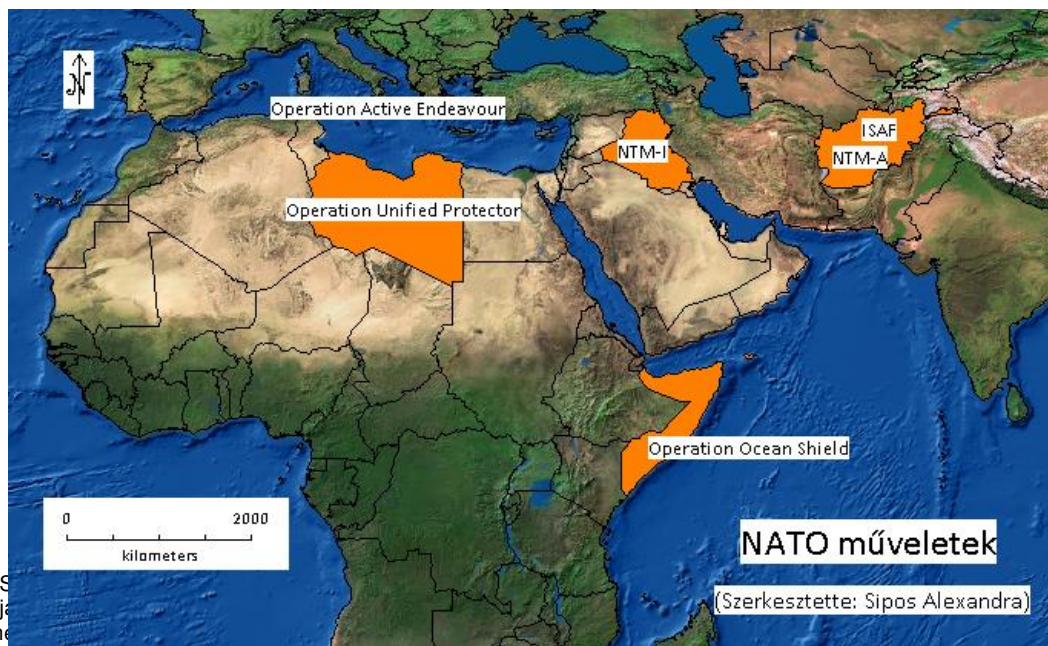 N
Operation Active Endeavour
ISAF
NTM-I
NTM-A
Operation Unified Protector
Operation Ocean Shield
0 2000
kilometers
NATO műveletek
(Szerkesztette: Sipos Alexandra)